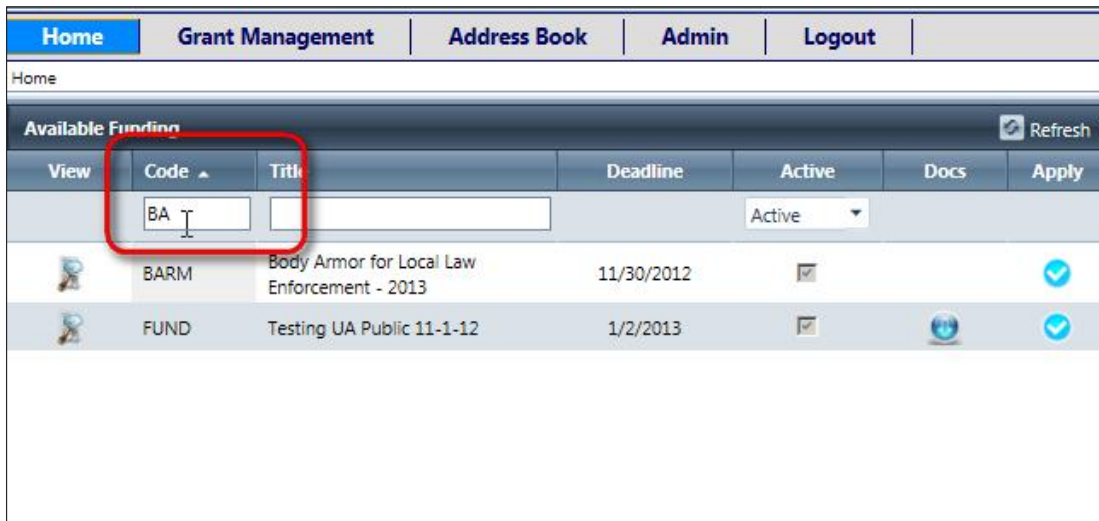 Home Grant Management Address Book Admin Logout
Home
Available Funding Refresh
View Code Title Deadline Active Docs Apply
BA Active
BARM Body Armor for Local Law Enforcement - 2013 11/30/2012
FUND Testing UA Public 11-1-12 1/2/2013